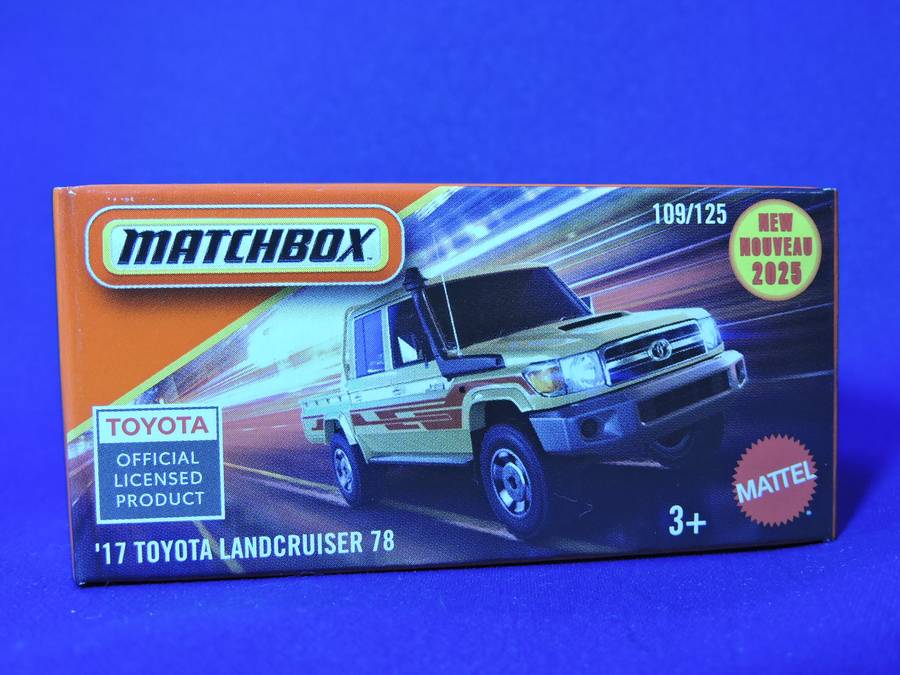 MATCHBOX
109/125
NEW
NOUVEAU
2025
TOYOTA
OFFICIAL
LICENSED
PRODUCT
MATTEL
3+
'17 TOYOTA LANDCRUISER 78